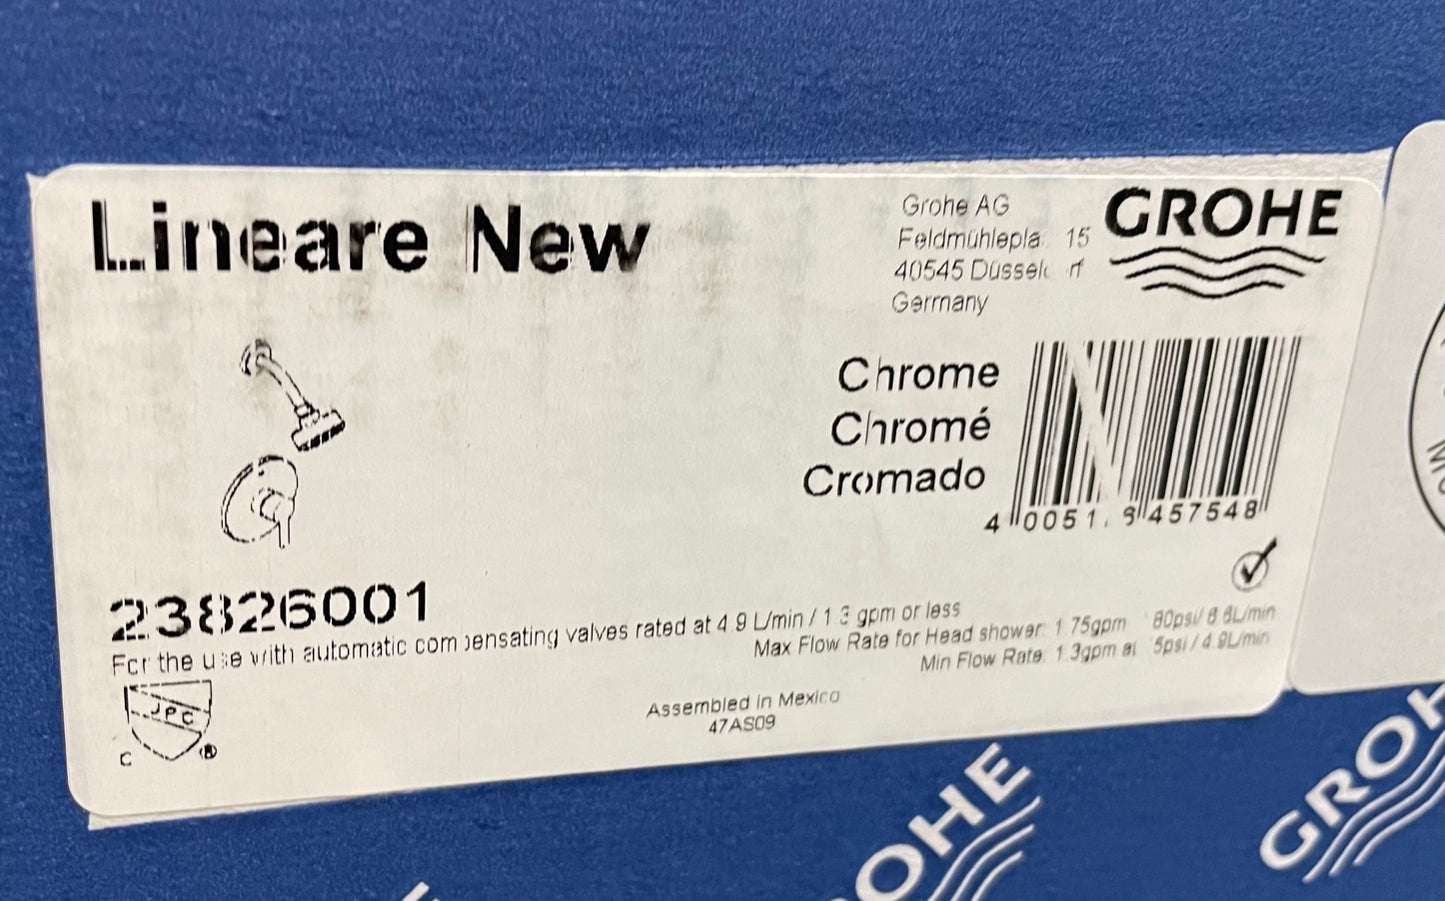 Lineare New
Grohe AG
15
40545
Germany
GROHE
Chrome
Chromé
Cromado
457548
23826001
For the use with automatic compensating valves rated at 4.9 L/min / 1.3 gpm or less
Max Flow Rate for Head shower: 1.75gpm
Min Flow Rate: 1.3gpm at
Assembled in Mexico
47AS09
C ®
GROHE